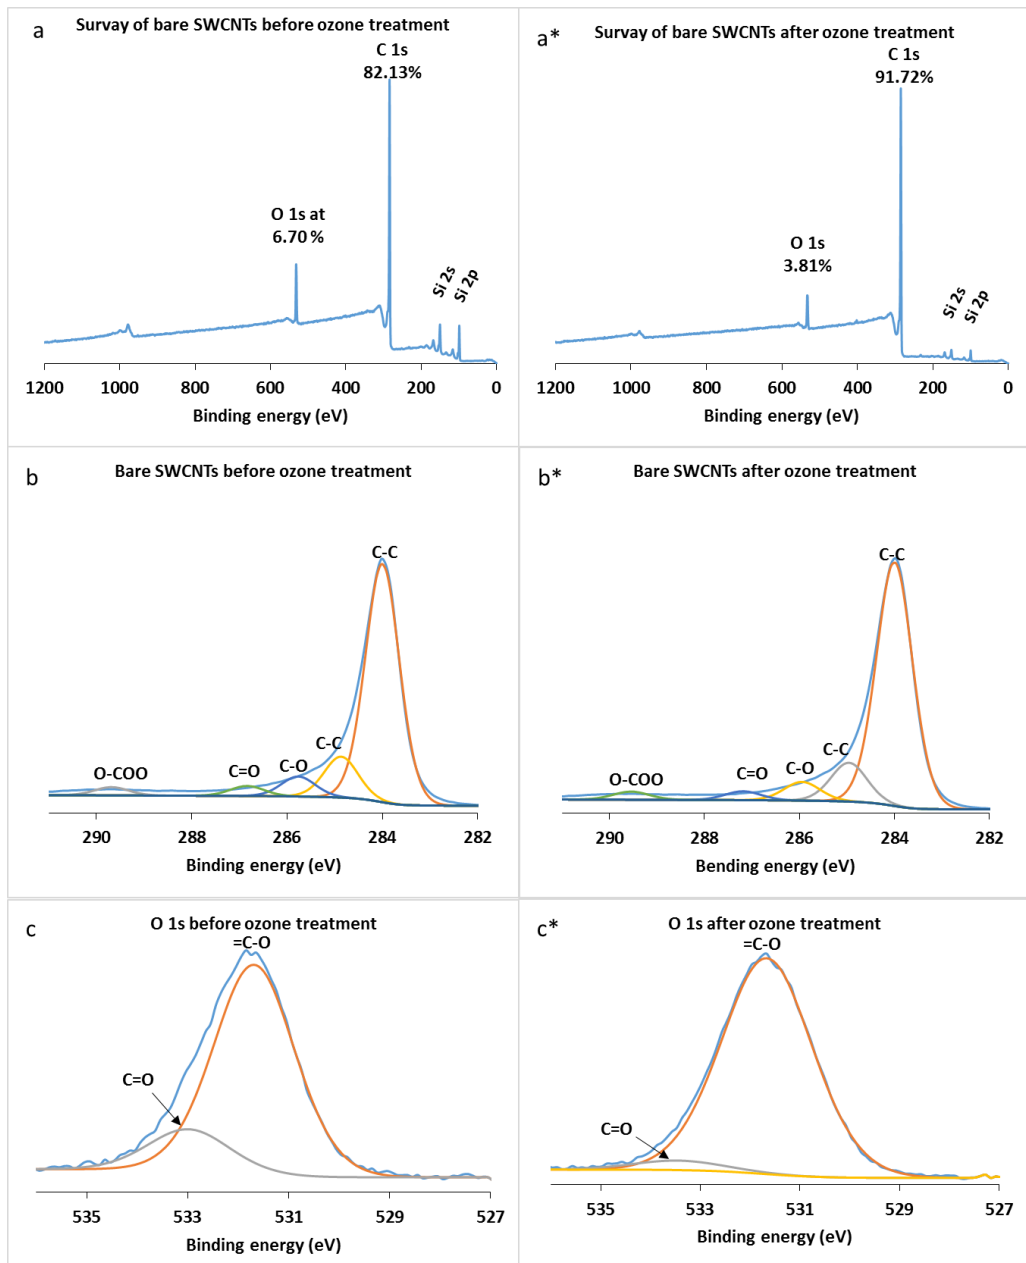 a
Survay of bare SWCNTs before ozone treatment
C 1s
82.13%
O 1s at
6.70 %
Si 2s
Si 2p
1200 1000 800 600 400 200 0
Binding energy (eV)
a*
Survay of bare SWCNTs after ozone treatment
C 1s
91.72%
O 1s
3.81%
Si 2s
Si 2p
1200 1000 800 600 400 200 0
Binding energy (eV)
b
Bare SWCNTs before ozone treatment
C-C
C-C
C-O
C=O
O-COO
290 288 286 284 282
Binding energy (eV)
b*
Bare SWCNTs after ozone treatment
C-C
C-C
C-O
C=O
O-COO
290 288 286 284 282
Bending energy (eV)
c
O 1s before ozone treatment
=C-O
C=O
535 533 531 529 527
Binding energy (eV)
c*
O 1s after ozone treatment
=C-O
C=O
535 533 531 529 527
Binding energy (eV)